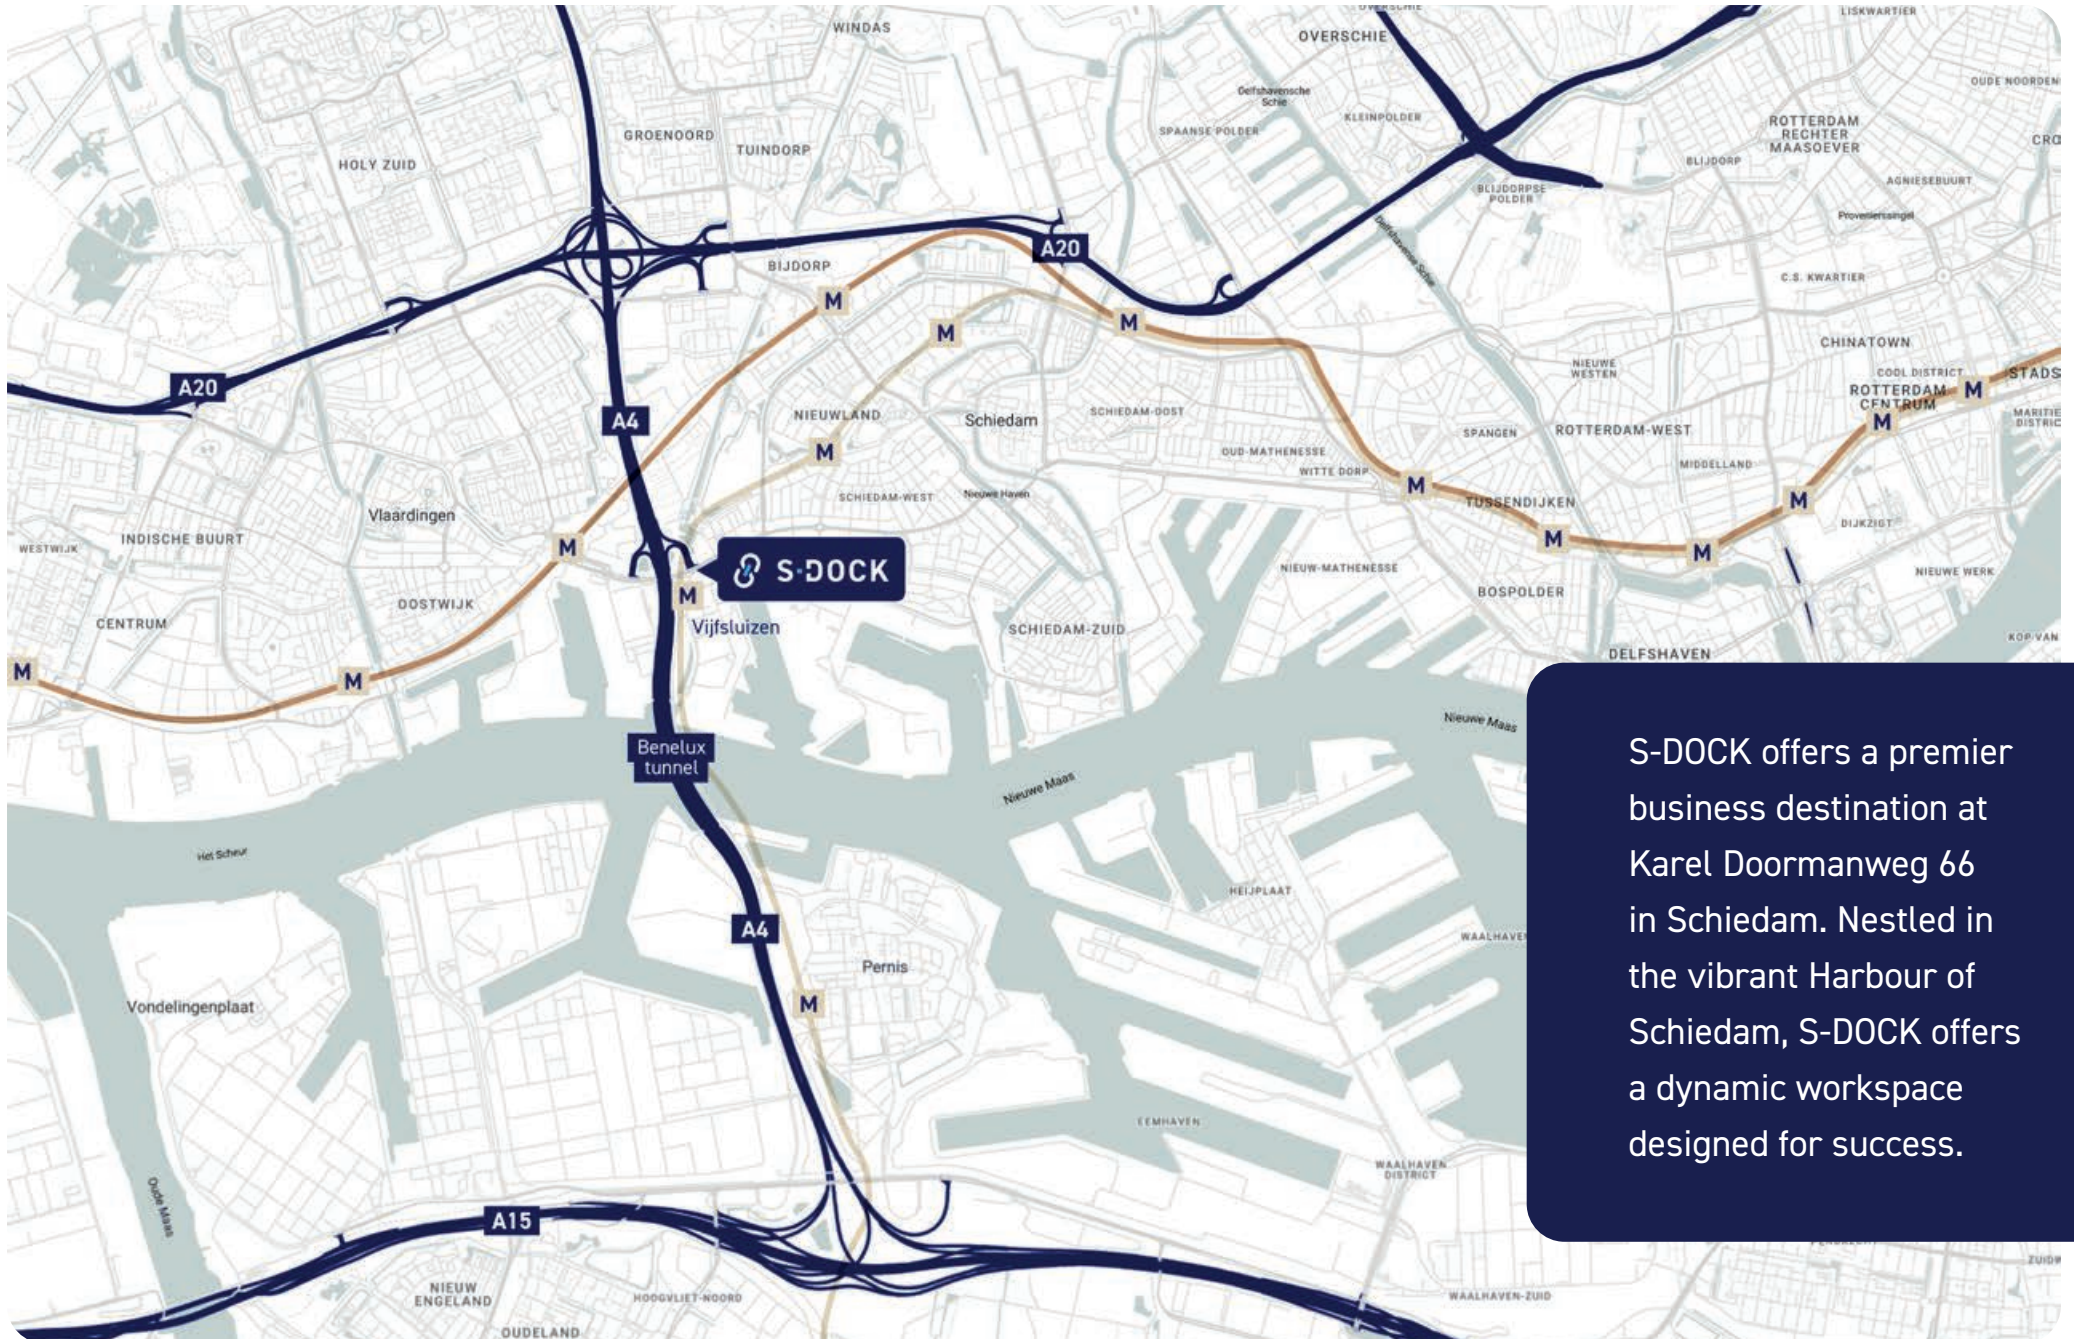 OVERSCHIE
LISKWARTIER
WINDAS
OVERSCHIE
OUDE NOORDEN
Delfshavensche
Schie
KLEINPOLDER
SPAANSE POLDER
ROTTERDAM
RECHTER
MAASOEVER
GROENOORD
TUINDORP
HOLY ZUID
BLIJDORP
AGNIESEBUURT
BLIJDORPSE
POLDER
Provenierssingel
Delfshavense Schie
A20
BIJDORP
C.S. KWARTIER
M
M
M
CHINATOWN
NIEUWE
WESTEN
COOL DISTRICT
STADS
ROTTERDAM
CENTRUM
M
M
A20
A4
NIEUWLAND
Schiedam
SCHIEDAM-OOST
SPANGEN
ROTTERDAM-WEST
M
OUD-MATHENESSE
WITTE DORP
MIDDELLAND
M
SCHIEDAM-WEST
Nieuwe Haven
TUSSENDIJKEN
M
Vlaardingen
DIJKZIGT
INDISCHE BUURT
WESTWIJK
M
M
M
S·DOCK
NIEUW-MATHENESSE
NIEUWE WERK
M
BOSPOLDER
OOSTWIJK
CENTRUM
Vijfsluizen
SCHIEDAM-ZUID
KOP VAN
DELFSHAVEN
M
M
Nieuwe Maas
Benelux
tunnel
Nieuwe Maas
Het Scheur
HEIJPLAAT
A4
Pernis
Vondelingenplaat
M
EEMHAVEN
WAALHAVEN
DISTRICT
Oude Maas
A15
NIEUW
ENGELAND
HOOGVLIET-NOORD
WAALHAVEN-ZUID
OUDELAND
S-DOCK offers a premier
business destination at
Karel Doormanweg 66
in Schiedam. Nestled in
the vibrant Harbour of
Schiedam, S-DOCK offers
a dynamic workspace
designed for success.